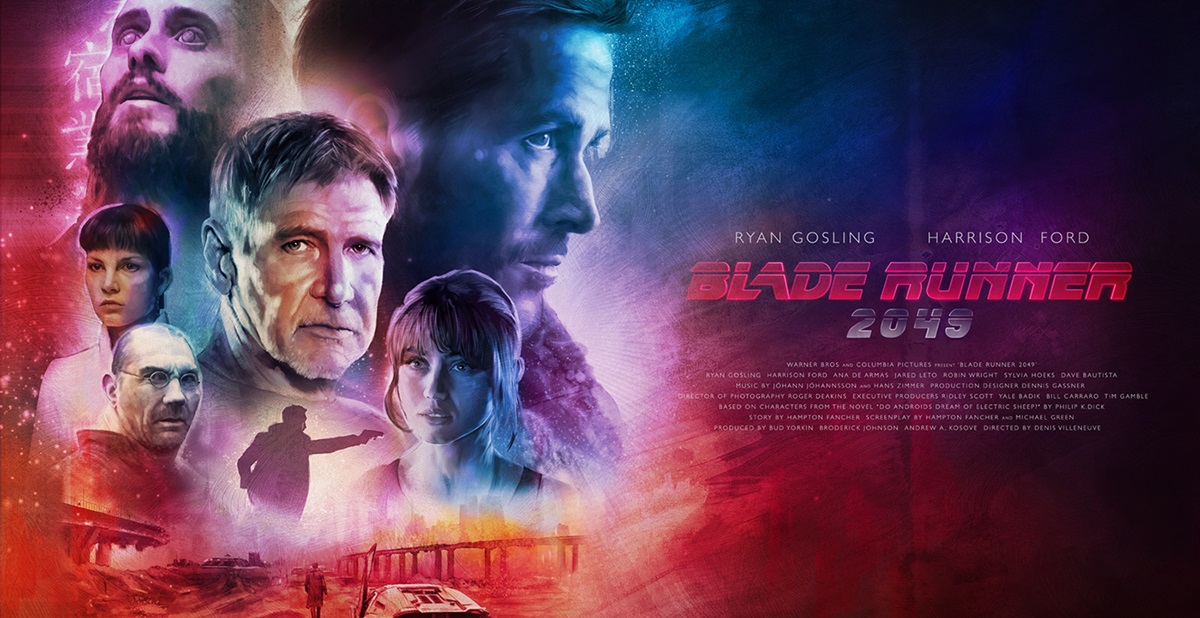 宿
業
RYAN GOSLING HARRISON FORD
BLADE RUNNER
2049
WARNER BROS AND COLUMBIA PICTURES PRESENT 'BLADE RUNNER 2049'
RYAN GOSLING HARRISON FORD ANA DE ARMAS JARED LETO ROBIN WRIGHT SYLVIA HOEKS DAVE BAUTISTA
MUSIC BY JÓHANN JÓHANNSSON AND HANS ZIMMER PRODUCTION DESIGNER DENNIS GASSNER
DIRECTOR OF PHOTOGRAPHY ROGER DEAKINS EXECUTIVE PRODUCERS RIDLEY SCOTT YALE BADIK BILL CARRARO TIM GAMBLE
BASED ON CHARACTERS FROM THE NOVEL "DO ANDROIDS DREAM OF ELECTRIC SHEEP?" BY PHILIP K.DICK
STORY BY HAMPTON FANCHER SCREENPLAY BY HAMPTON FANCHER AND MICHAEL GREEN
PRODUCED BY BUD YORKIN BRODERICK JOHNSON ANDREW A. KOSOVE DIRECTED BY DENIS VILLENEUVE